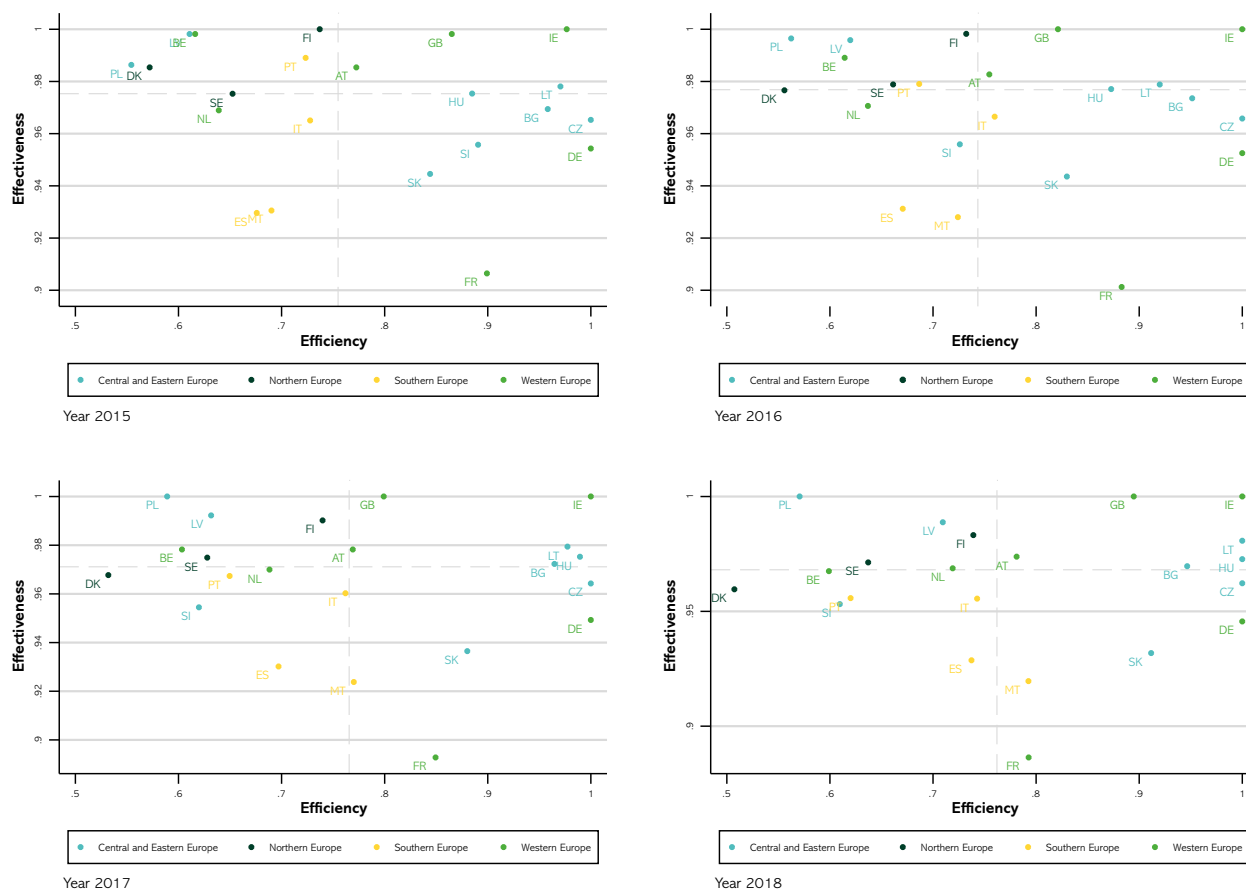 Effectiveness
1
.98
.96
.94
.92
.9
LV
BE
FI
GB
IE
PL
DK
PT
AT
SE
NL
IT
HU
LT
BG
CZ
SI
DE
SK
ES
MT
FR
.5 .6 .7 .8 .9 1
Efficiency
Central and Eastern Europe Northern Europe Southern Europe Western Europe
Year 2015
Effectiveness
1
.98
.96
.94
.92
.9
PL
LV
FI
GB
IE
BE
AT
DK
SE
PT
NL
HU
LT
BG
IT
CZ
SI
DE
SK
ES
MT
FR
.5 .6 .7 .8 .9 1
Efficiency
Central and Eastern Europe Northern Europe Southern Europe Western Europe
Year 2016
Effectiveness
1
.98
.96
.94
.92
.9
PL
GB
IE
LV
FI
BE
AT
LT
SE
BG
HU
DK
PT
NL
IT
CZ
SI
DE
SK
ES
MT
FR
.5 .6 .7 .8 .9 1
Efficiency
Central and Eastern Europe Northern Europe Southern Europe Western Europe
Year 2017
Effectiveness
1
.95
.9
PL
GB
IE
LV
FI
LT
SE
AT
HU
BE
NL
BG
DK
CZ
PT
SI
IT
DE
SK
ES
MT
FR
.5 .6 .7 .8 .9 1
Efficiency
Central and Eastern Europe Northern Europe Southern Europe Western Europe
Year 2018